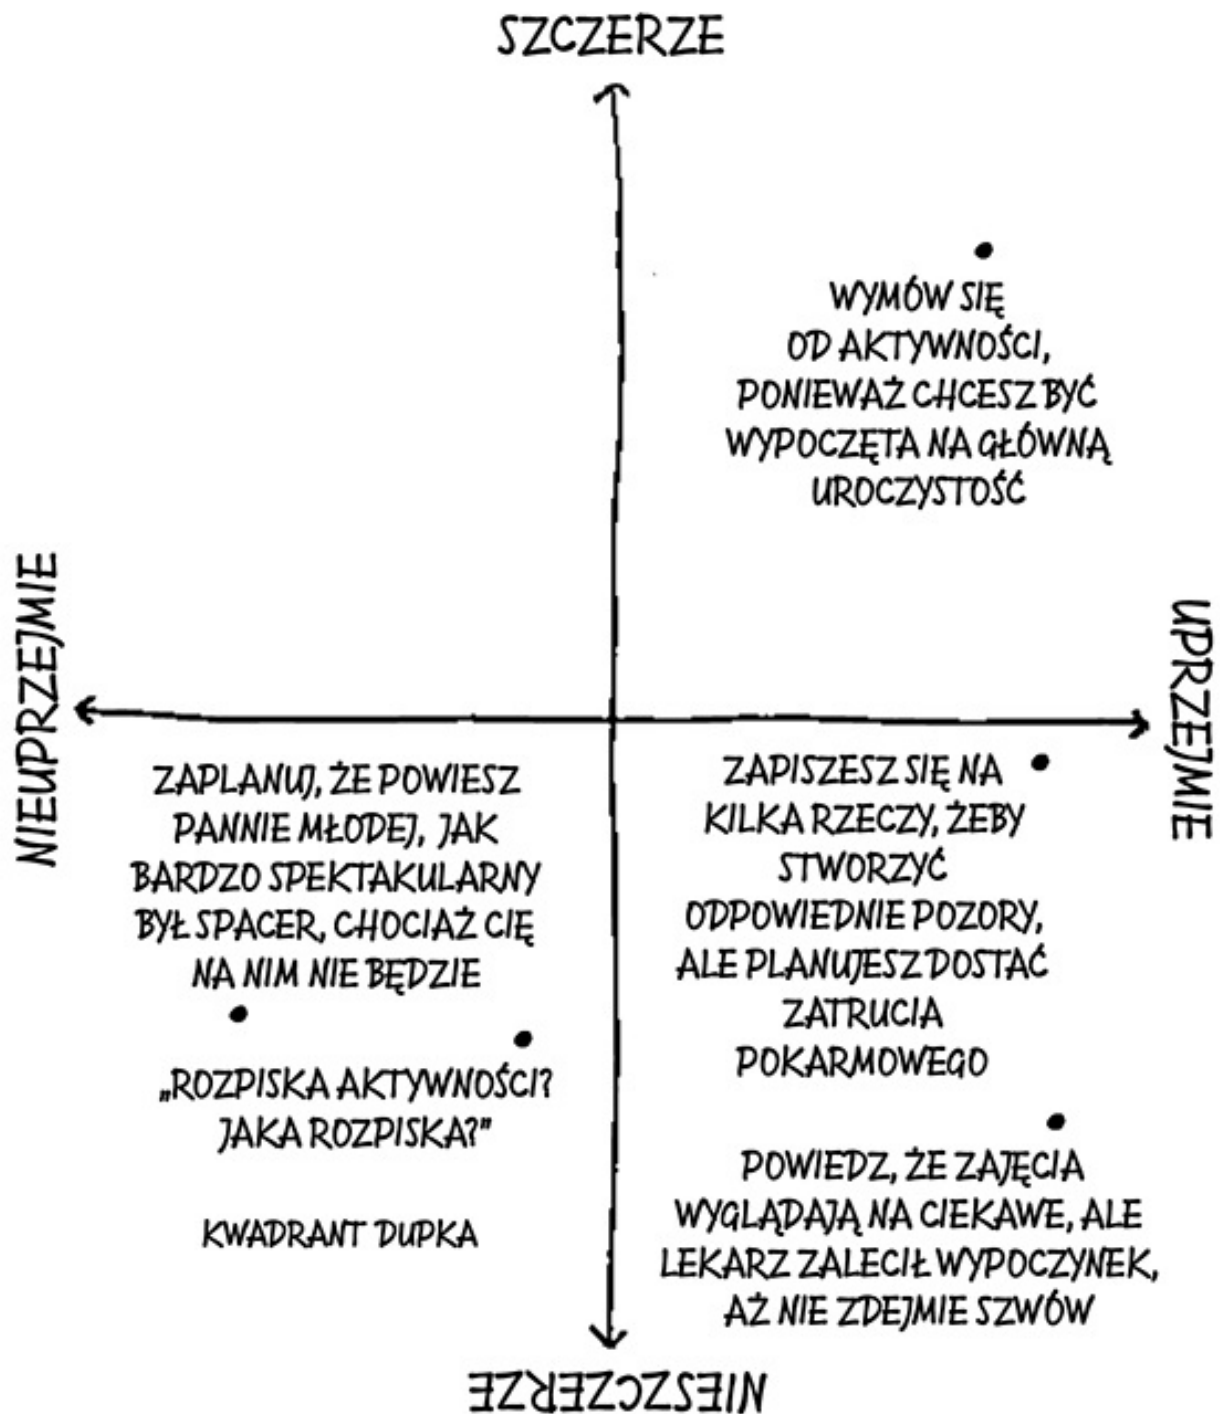 SZCZERZE
WYMÓW SIĘ
OD AKTYWNOŚCI,
PONIEWAŻ CHCESZ BYĆ
WYPOCZĘTA NA GŁÓWNĄ
UROCZYSTOŚĆ
NIEUPRZEJMIE
UPRZEJMIE
ZAPLANUJ, ŻE POWIESZ
PANNIE MŁODEJ, JAK
BARDZO SPEKTAKULARNY
BYŁ SPACER, CHOCIAŻ CIĘ
NA NIM NIE BĘDZIE
„ROZPISKA AKTYWNOŚCI?
JAKA ROZPISKA?”
KWADRANT DUPKA
ZAPISZESZ SIĘ NA
KILKA RZECZY, ŻEBY
STWORZYĆ
ODPOWIEDNIE POZORY,
ALE PLANUJESZ DOSTAĆ
ZATRUCIA
POKARMOWEGO
POWIEDZ, ŻE ZAJĘCIA
WYGLĄDAJĄ NA CIEKAWE, ALE
LEKARZ ZALECIŁ WYPOCZYNEK,
AŻ NIE ZDEJMIE SZWÓW
NIESZCZERZE